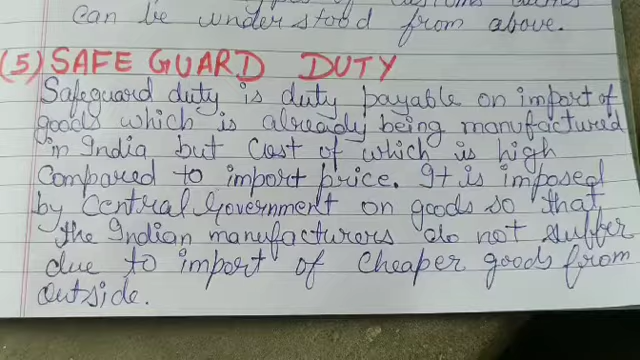 can be understood from above.
(5) SAFE GUARD DUTY
Safeguard duty is duty payable on import of
goods which is already being manufactured
in India but Cost of which is high
Compared to import price. It is imposed
by Central Government on goods so that
the Indian manufacturers do not suffer
due to import of cheaper goods from
outside.